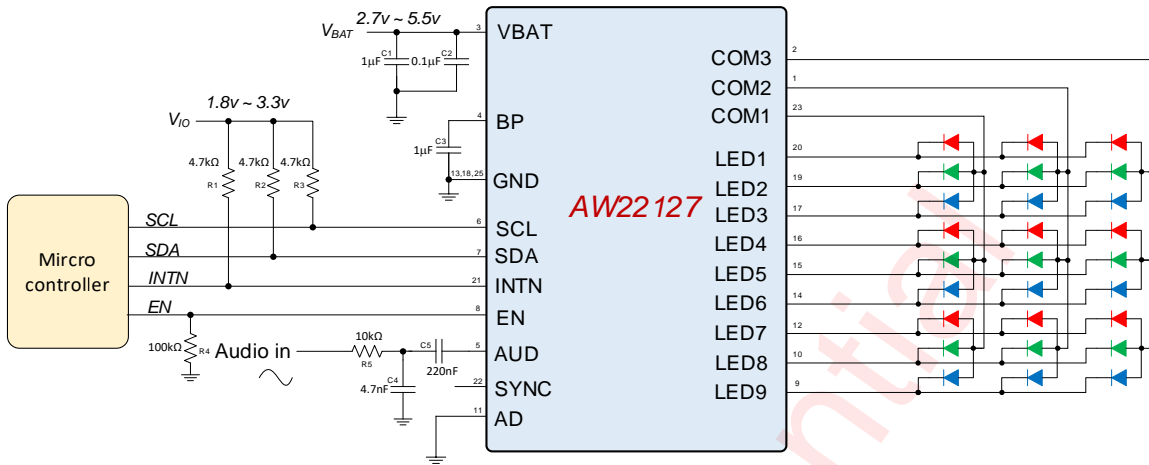 2.7v ~ 5.5v
VBAT
3
VBAT
1µF
C1
0.1µF
C2
1.8v ~ 3.3v
VIO
4
BP
1µF
C3
13,18,25
GND
4.7kΩ
R1
4.7kΩ
R2
4.7kΩ
R3
Mircro
controller
SCL
6
SCL
SDA
7
SDA
INTN
21
INTN
EN
8
EN
100kΩ
R4
Audio in
10kΩ
R5
C5
220nF
5
AUD
4.7nF
C4
22
SYNC
11
AD
AW22127
COM3
2
COM2
1
COM1
23
LED1
20
LED2
19
LED3
17
LED4
16
LED5
15
LED6
14
LED7
12
LED8
10
LED9
9
ntial